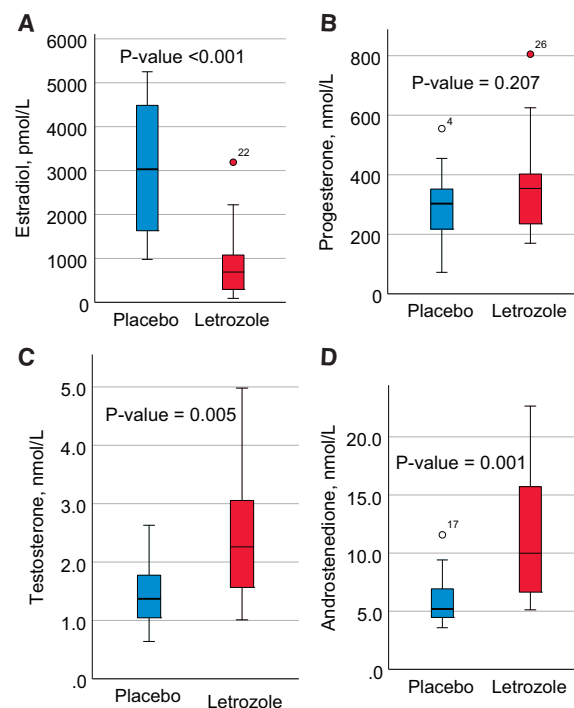 A
Estradiol, pmol/L
6000
5000
4000
3000
2000
1000
0
P-value <0.001
22
Placebo Letrozole
B
Progesterone, nmol/L
800
600
400
200
0
P-value = 0.207
4
26
Placebo Letrozole
C
Testosterone, nmol/L
5.0
4.0
3.0
2.0
1.0
.0
P-value = 0.005
Placebo Letrozole
D
Androstenedione, nmol/L
20.0
15.0
10.0
5.0
.0
P-value = 0.001
17
Placebo Letrozole